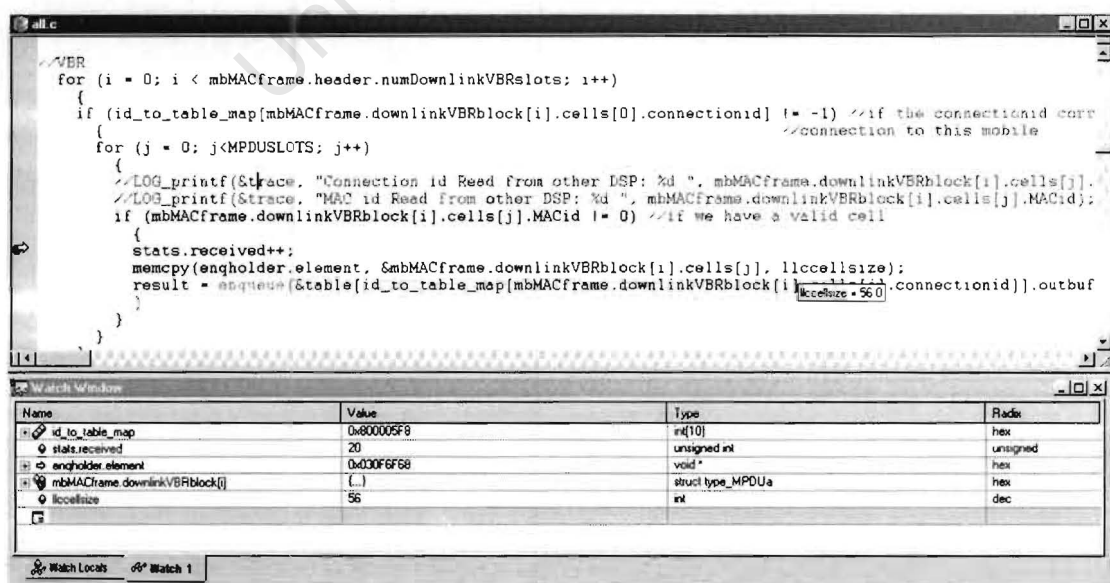 all.c
//VBR
for (i = 0; i < mbMACframe.header.numDownlinkVBRslots; i++)
{
if (id_to_table_map[mbMACframe.downlinkVBRblock[i].cells[0].connectionid] != -1) //if the connectionid corr
{ //connection to this mobile
for (j = 0; j<MPDUSLOTS; j++)
{
//LOG_printf(&trace, "Connection id Read from other DSP: %d ", mbMACframe.downlinkVBRblock[i].cells[j].
//LOG_printf(&trace, "MAC id Read from other DSP: %d ", mbMACframe.downlinkVBRblock[i].cells[j].MACid);
if (mbMACframe.downlinkVBRblock[i].cells[j].MACid != 0) //if we have a valid cell
{
stats.received++;
memcpy(enqholder.element, &mbMACframe.downlinkVBRblock[i].cells[j], llccellsize);
result = enqueue(&table[id_to_table_map[mbMACframe.downlinkVBRblock[i].connectionid]].outbuf
llccellsize = 56.0
}
}
}
Watch Window
Name Value Type Radix
id_to_table_map 0x800005F8 int[10] hex
stats.received 20 unsigned int unsigned
enqholder.element 0x030F6F68 void * hex
mbMACframe.downlinkVBRblock[i] {...} struct type_MPDUa hex
llccellsize 56 int dec
Watch Locals Watch 1